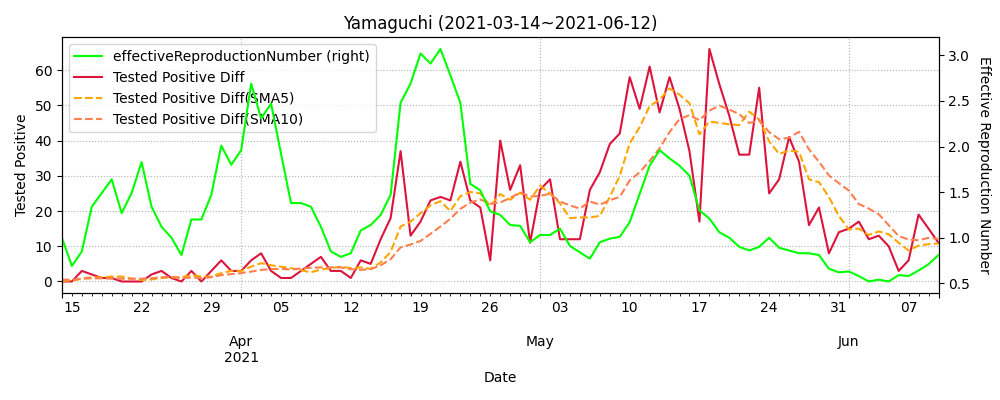 Yamaguchi (2021-03-14~2021-06-12)
effectiveReproductionNumber (right)
Tested Positive Diff
Tested Positive Diff(SMA5)
Tested Positive Diff(SMA10)
Tested Positive
60
50
40
30
20
10
0
3.0
2.5
2.0
1.5
1.0
0.5
Effective Reproduction Number
15 22 29 05 12 19 26 03 10 17 24 31 07
Apr May Jun
2021
Date